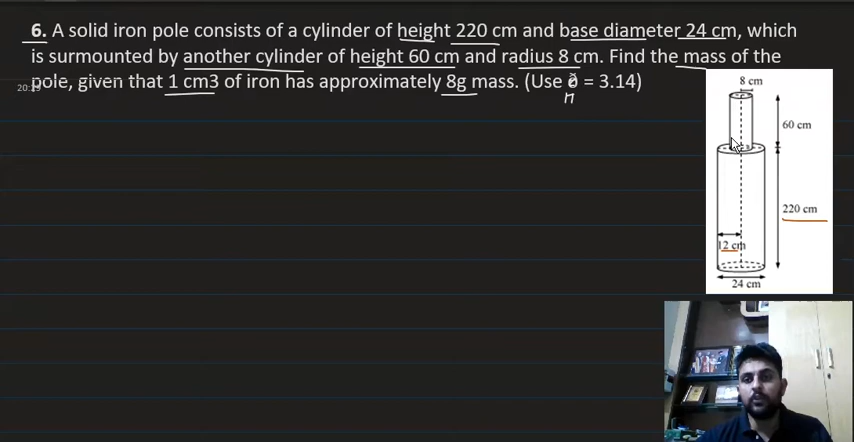 6. A solid iron pole consists of a cylinder of height 220 cm and base diameter 24 cm, which
is surmounted by another cylinder of height 60 cm and radius 8 cm. Find the mass of the
pole, given that 1 cm3 of iron has approximately 8g mass. (Use = 3.14)
π
8 cm
60 cm
220 cm
12 cm
24 cm